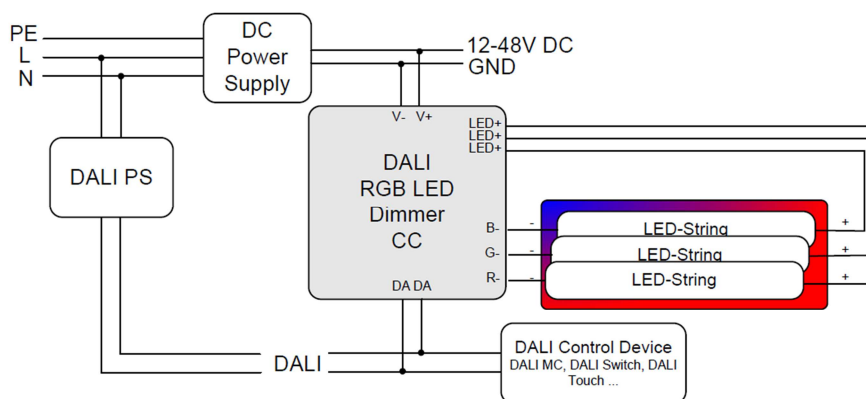 PE
L
N
DC
Power
Supply
12-48V DC
GND
V- V+
LED+
LED+
LED+
DALI PS
DALI
RGB LED
Dimmer
CC
B- - LED-String +
G- - LED-String +
R- - LED-String +
DA DA
DALI
DALI Control Device
DALI MC, DALI Switch, DALI
Touch ...